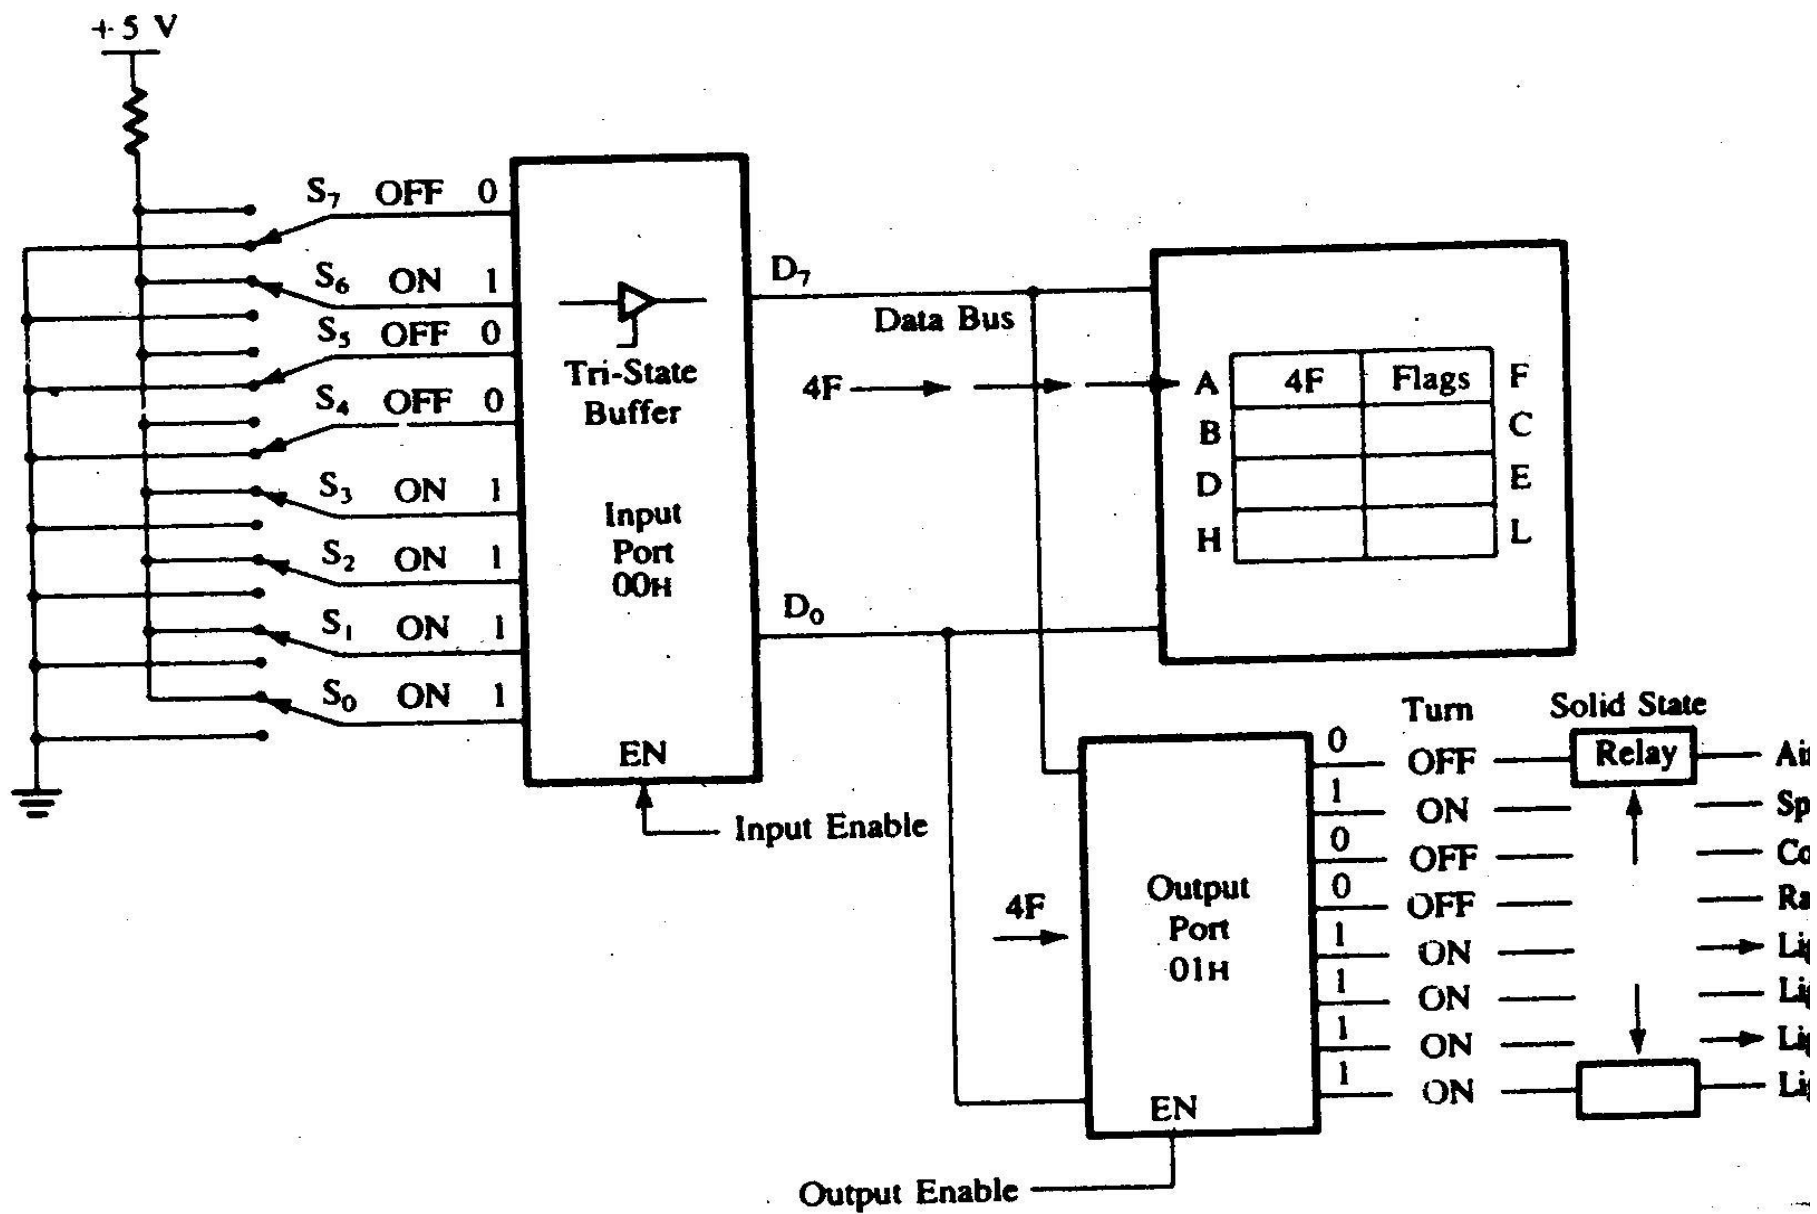 + 5 V
S7 OFF 0
S6 ON 1
S5 OFF 0
S4 OFF 0
S3 ON 1
S2 ON 1
S1 ON 1
S0 ON 1
Tri-State
Buffer
Input
Port
00H
EN
Input Enable
D7
Data Bus
4F
D0
A 4F Flags F
B C
D E
H L
Turn Solid State
0 OFF Relay
1 ON
0 OFF
0 OFF
1 ON
1 ON
1 ON
1 ON
4F
Output
Port
01H
EN
Output Enable